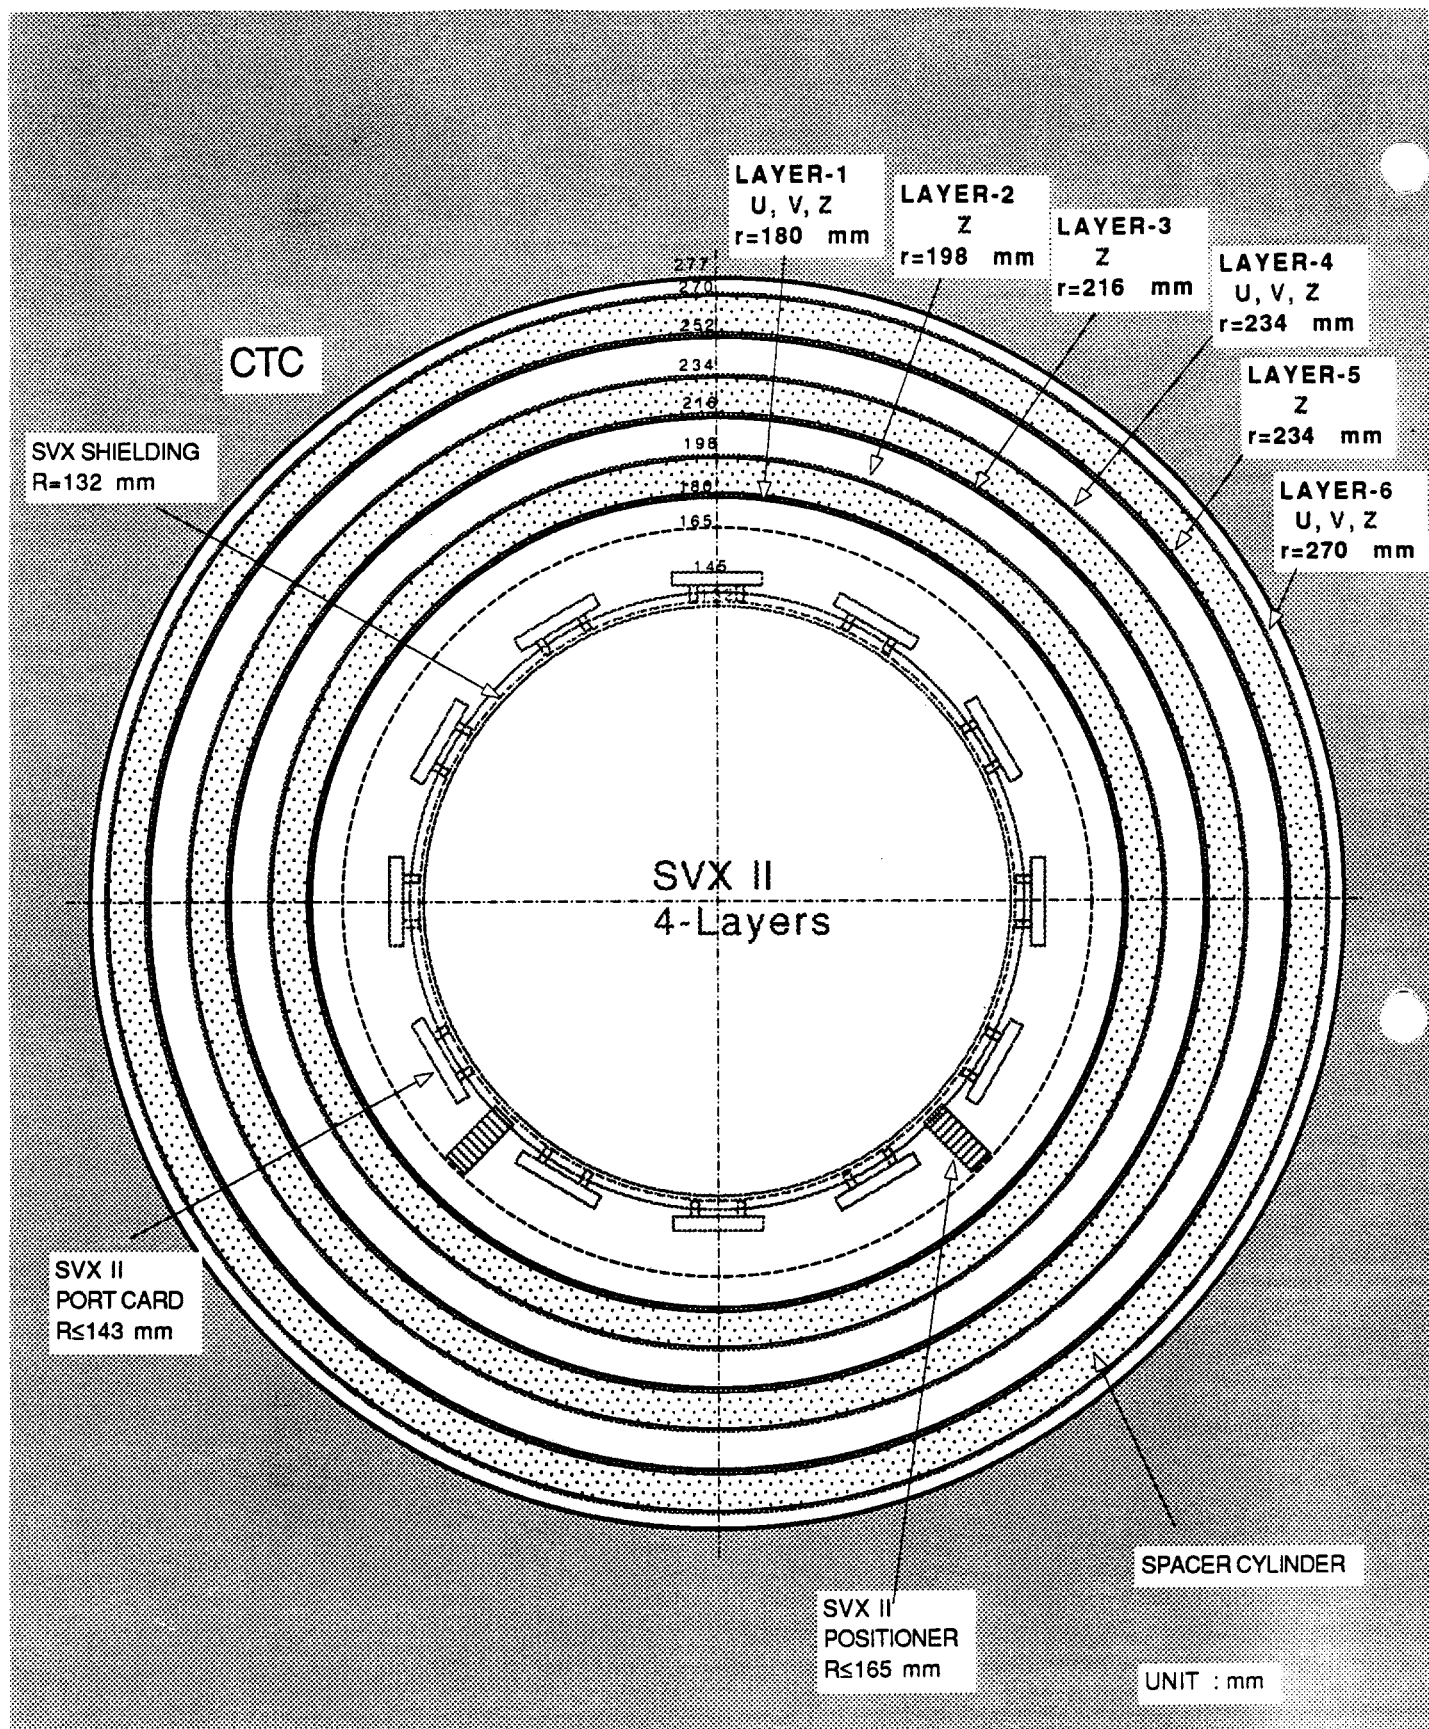 LAYER-1
U, V, Z
r=180 mm
LAYER-2
Z
r=198 mm
LAYER-3
Z
r=216 mm
LAYER-4
U, V, Z
r=234 mm
LAYER-5
Z
r=234 mm
LAYER-6
U, V, Z
r=270 mm
277
270
252
234
216
198
180
165
145
CTC
SVX SHIELDING
R=132 mm
SVX II
4-Layers
SVX II
PORT CARD
R≤143 mm
SPACER CYLINDER
SVX II
POSITIONER
R≤165 mm
UNIT : mm